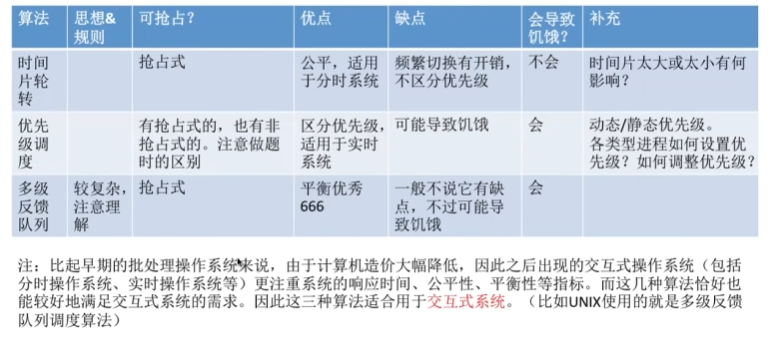 算法 思想& 可抢占? 优点 缺点 会导致 补充
规则 饥饿?
时间 抢占式 公平,适用 频繁切换有开销, 不会 时间片太大或太小有何
片轮 于分时系统 不区分优先级 影响?
转
优先 有抢占式的,也有非 区分优先级, 可能导致饥饿 会 动态/静态优先级。
级调 抢占式的。注意做题 适用于实时 各类型进程如何设置优
度 时的区别 系统 先级?如何调整优先级?
多级 较复杂, 抢占式 平衡优秀 一般不说它有缺 会
反馈 注意理 666 点,不过可能导
队列 解 致饥饿
注:比起早期的批处理操作系统来说,由于计算机造价大幅降低,因此之后出现的交互式操作系统(包括
分时操作系统、实时操作系统等)更注重系统的响应时间、公平性、平衡性等指标。而这几种算法恰好也
能较好地满足交互式系统的需求。因此这三种算法适合用于交互式系统。(比如UNIX使用的就是多级反馈
队列调度算法)